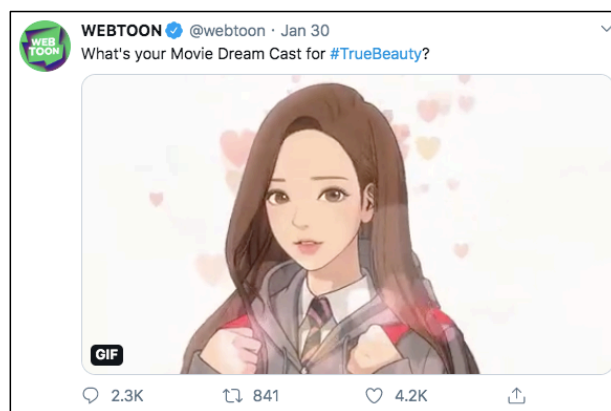 WEB
TOON
WEBTOON @webtoon · Jan 30
What's your Movie Dream Cast for #TrueBeauty?
GIF
2.3K 841 4.2K